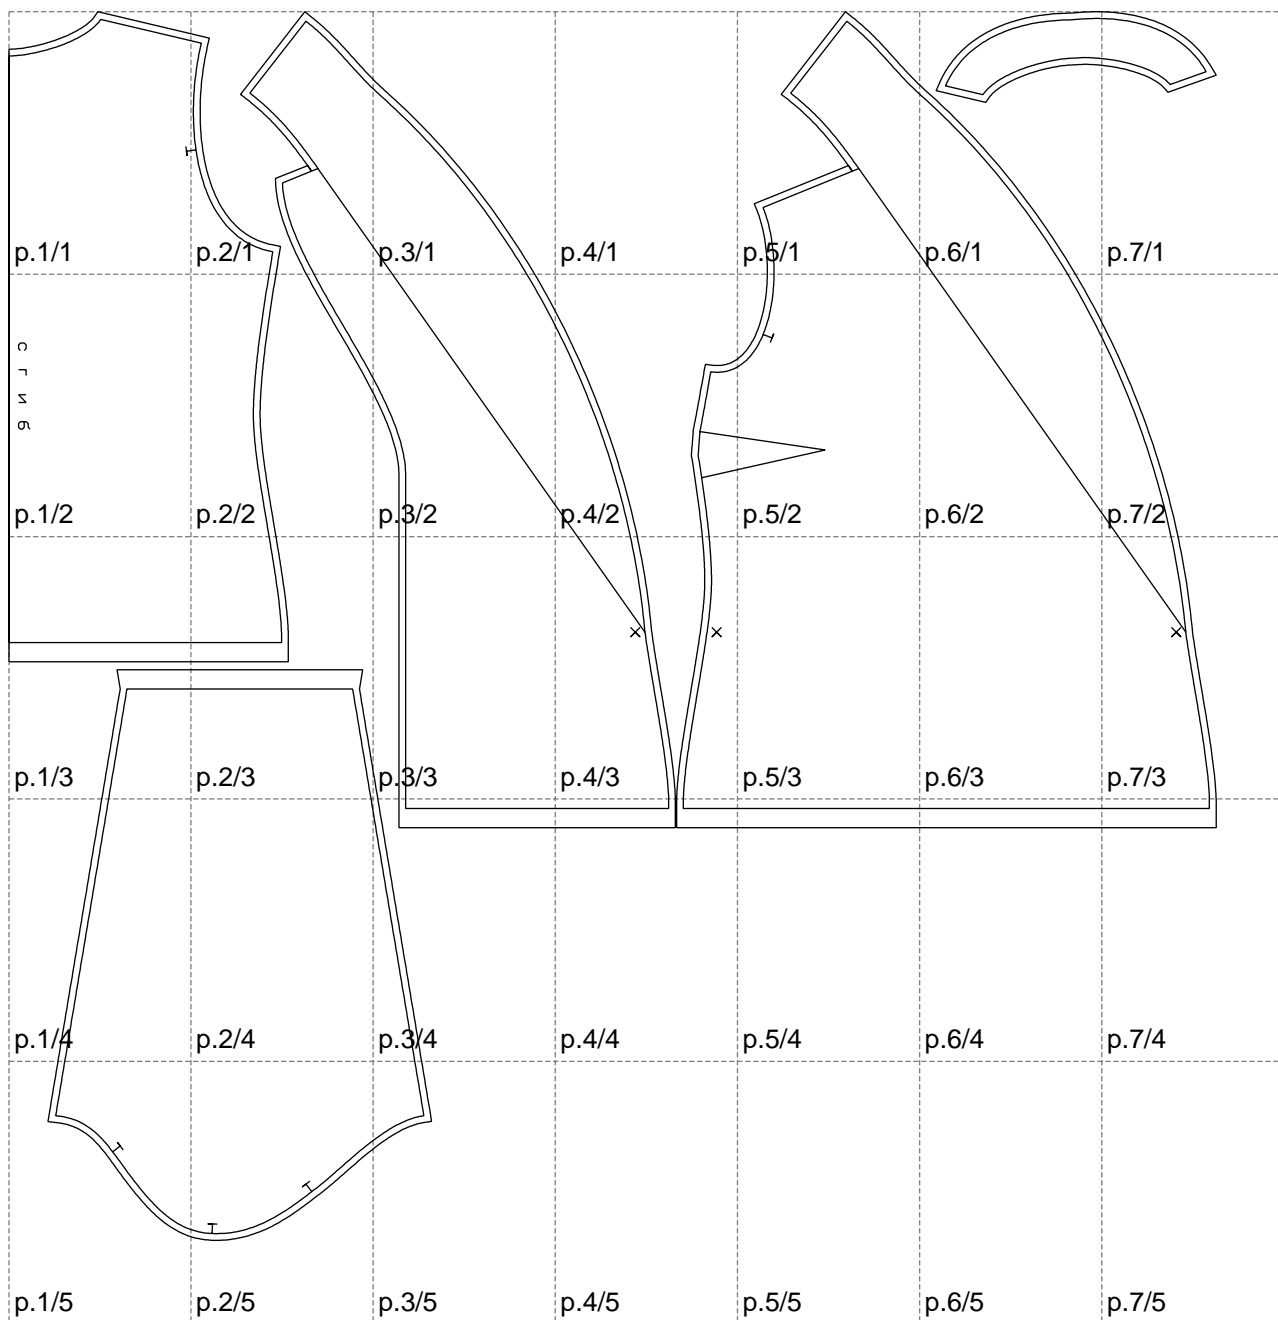 p.1/1 p.2/1 p.3/1 p.4/1 p.5/1 p.6/1 p.7/1
сгиб
p.1/2 p.2/2 p.3/2 p.4/2 p.5/2 p.6/2 p.7/2
p.1/3 p.2/3 p.3/3 p.4/3 p.5/3 p.6/3 p.7/3
p.1/4 p.2/4 p.3/4 p.4/4 p.5/4 p.6/4 p.7/4
p.1/5 p.2/5 p.3/5 p.4/5 p.5/5 p.6/5 p.7/5